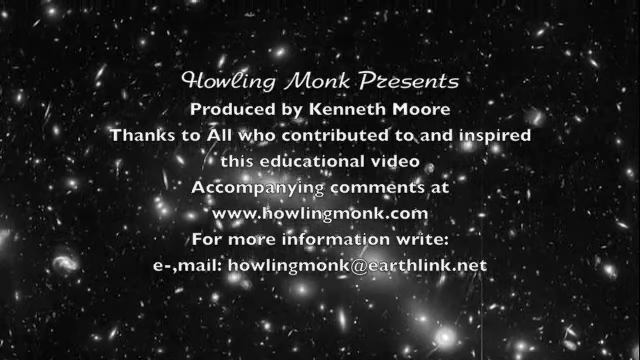 Howling Monk Presents
Produced by Kenneth Moore
Thanks to All who contributed to and inspired
this educational video
Accompanying comments at
www.howlingmonk.com
For more information write:
e-,mail: howlingmonk@earthlink.net